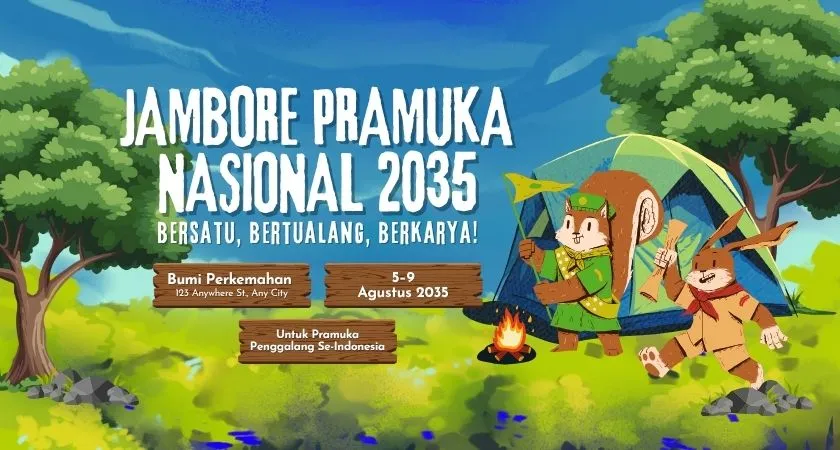 JAMBORE PRAMUKA
NASIONAL 2035
BERSATU, BERTUALANG, BERKARYA!
Bumi Perkemahan
123 Anywhere St., Any City
5-9
Agustus 2035
Untuk Pramuka
Penggalang Se-Indonesia